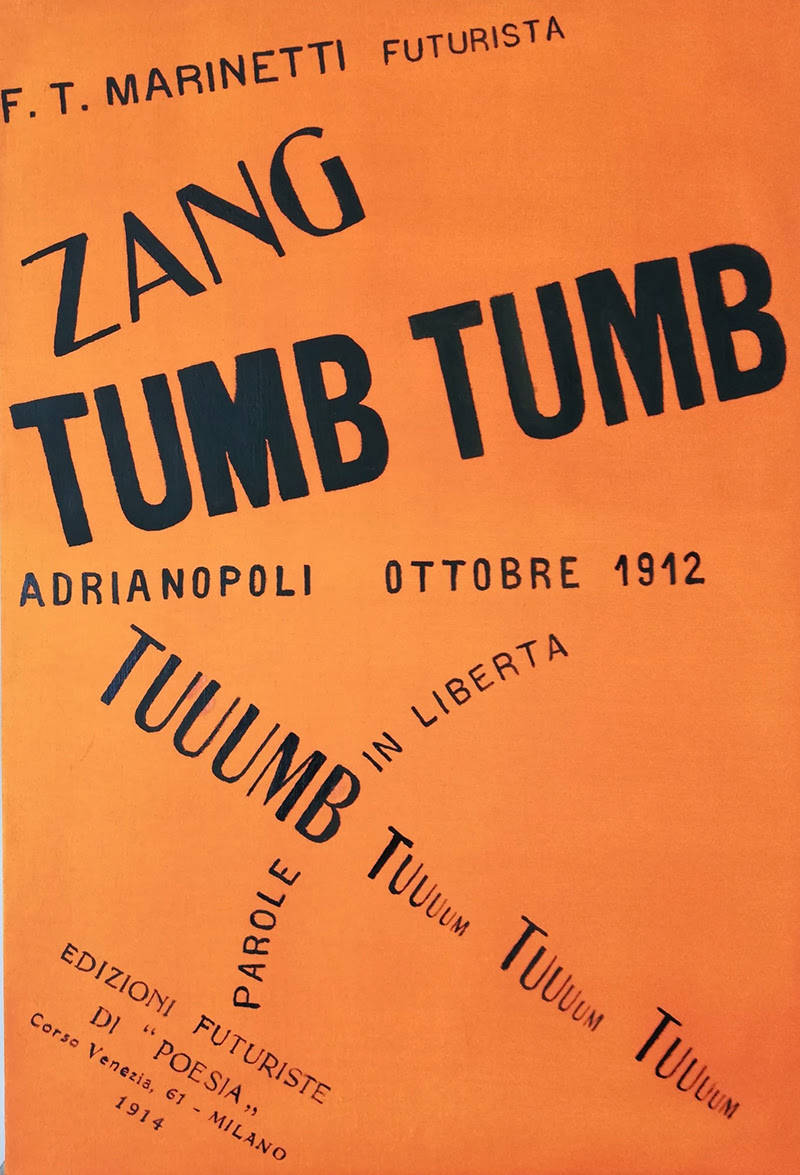 F. T. MARINETTI FUTURISTA
ZANG
TUMB TUMB
ADRIANOPOLI OTTOBRE 1912
TUUUMB
PAROLE IN LIBERTA
TUUUUM TUUUUM TUUUUM
EDIZIONI FUTURISTE
DI "POESIA„
Corso Venezia, 61 - MILANO
1914